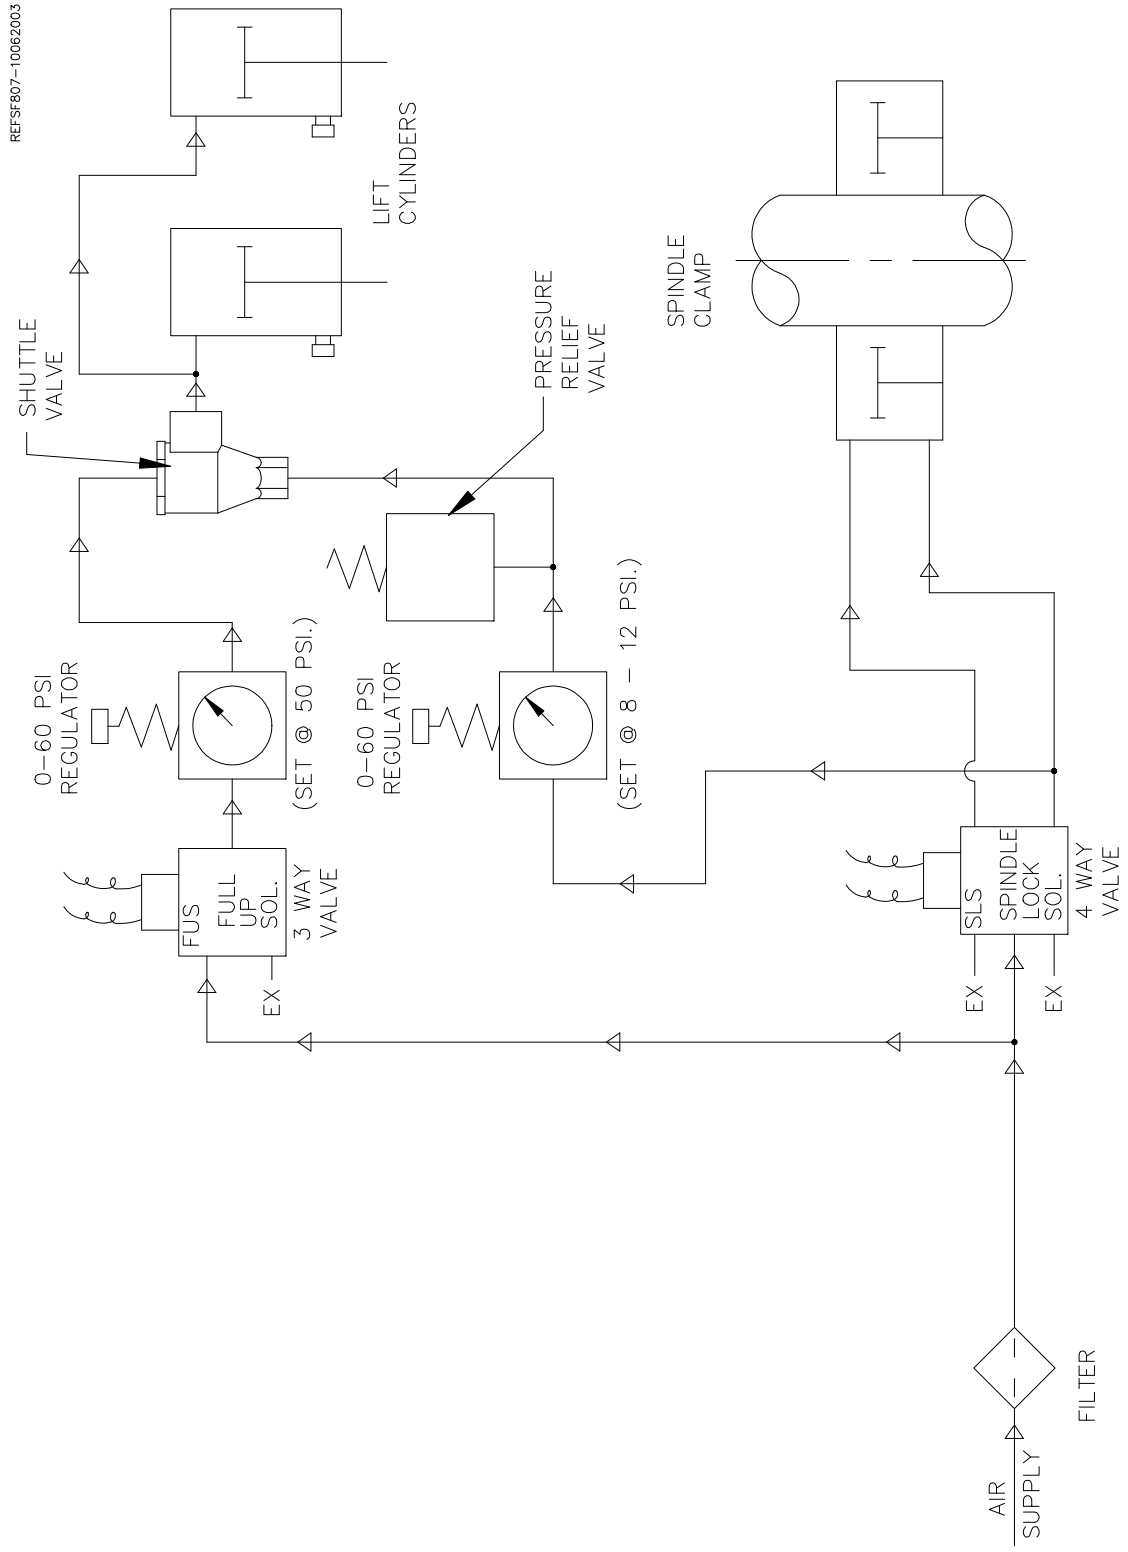 REFSF807-10062003
SHUTTLE
VALVE
LIFT
CYLINDERS
0-60 PSI
REGULATOR
(SET @ 50 PSI.)
PRESSURE
RELIEF
VALVE
0-60 PSI
REGULATOR
(SET @ 8 - 12 PSI.)
FUS
FULL
UP
SOL.
3 WAY
VALVE
EX
SPINDLE
CLAMP
SLS
SPINDLE
LOCK
SOL.
4 WAY
VALVE
EX
EX
AIR
SUPPLY
FILTER